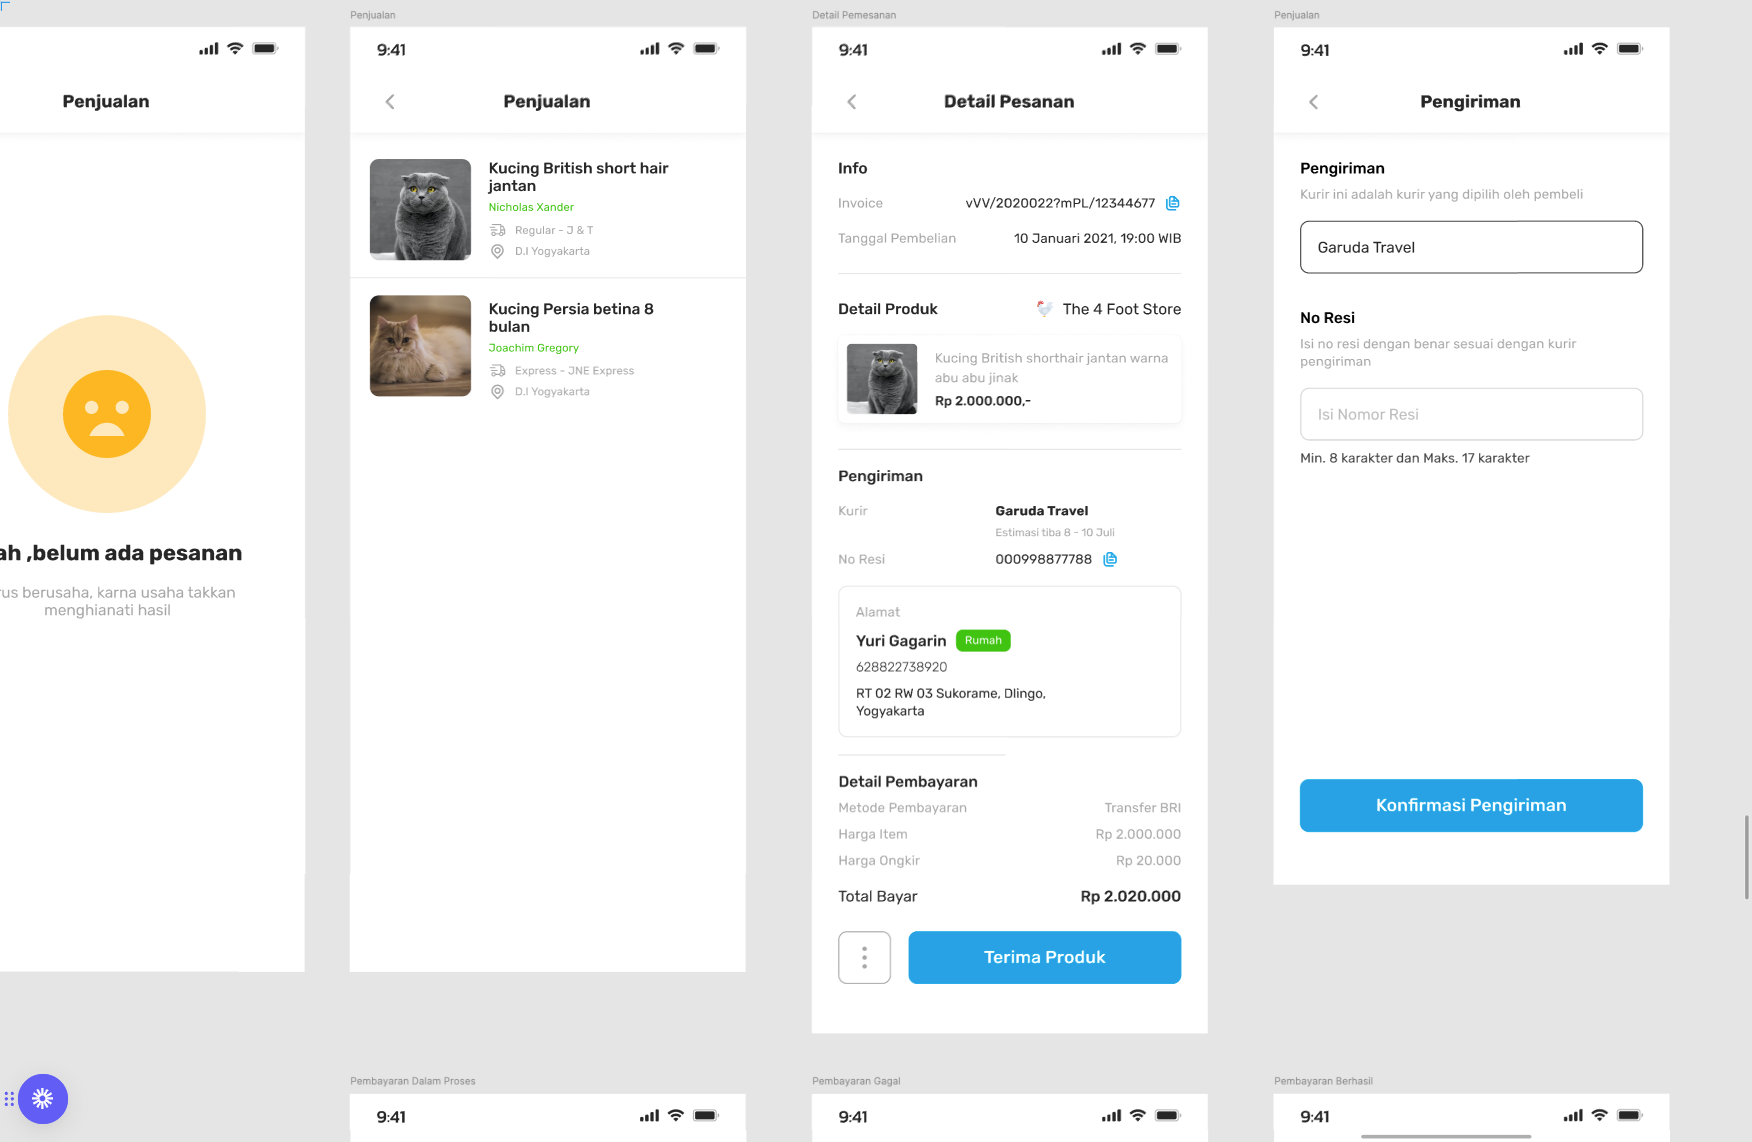 Penjualan
Detail Pemesanan
Penjualan
Penjualan
belum ada pesanan
berusaha, karna usaha takkan
menghianati hasil
9:41
Penjualan
Kucing British short hair
jantan
Nicholas Xander
Regular - J & T
D.I Yogyakarta
Kucing Persia betina 8
bulan
Joachim Gregory
Express - JNE Express
D.I Yogyakarta
9:41
Detail Pesanan
Info
Invoice vVV/2020022?mPL/12344677
Tanggal Pembelian 10 Januari 2021, 19:00 WIB
Detail Produk The 4 Foot Store
Kucing British shorthair jantan warna
abu abu jinak
Rp 2.000.000,-
Pengiriman
Kurir Garuda Travel
Estimasi tiba 8 - 10 Juli
No Resi 000998877788
Alamat
Yuri Gagarin Rumah
628822738920
RT 02 RW 03 Sukorame, Dlingo,
Yogyakarta
Detail Pembayaran
Metode Pembayaran Transfer BRI
Harga Item Rp 2.000.000
Harga Ongkir Rp 20.000
Total Bayar Rp 2.020.000
Terima Produk
9:41
Pengiriman
Pengiriman
Kurir ini adalah kurir yang dipilih oleh pembeli
Garuda Travel
No Resi
Isi no resi dengan benar sesuai dengan kurir
pengiriman
Isi Nomor Resi
Min. 8 karakter dan Maks. 17 karakter
Konfirmasi Pengiriman
Pembayaran Dalam Proses
9:41
Pembayaran Gagal
9:41
Pembayaran Berhasil
9:41